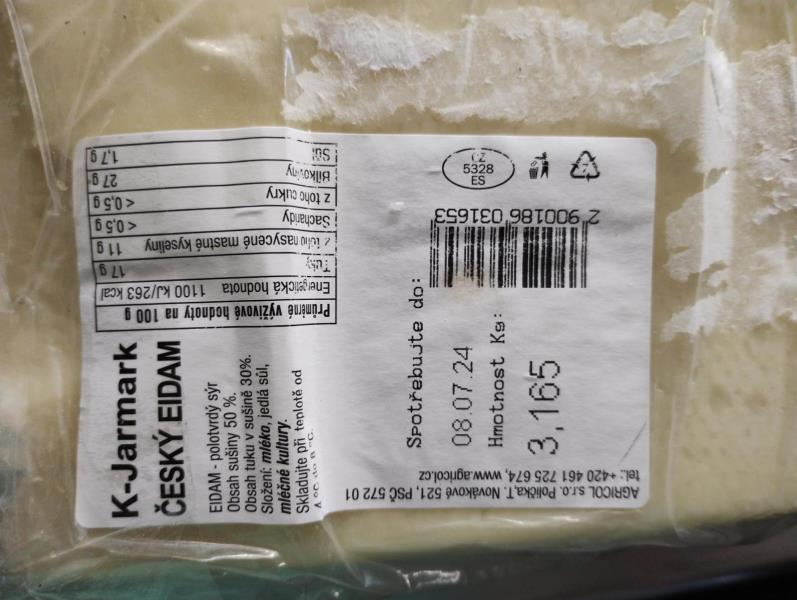 K-Jarmark
ČESKÝ EIDAM
EIDAM - polotvrdý sýr
Obsah sušiny 50 %.
Obsah tuku v sušině 30%.
Složení: mléko, jedlá sůl,
mléčné kultury.
Skladujte při teplotě od
4 °C do 8 °C.
Průměrné výživové hodnoty na 100 g
Energetická hodnota 1100 kJ/263 kcal
Tuky 17 g
z toho nasycené mastné kyseliny 11 g
Sacharidy < 0,5 g
z toho cukry < 0,5 g
Bílkoviny 27 g
Sůl 1,7 g
Spotřebujte do:
08.07.24
Hmotnost Kg:
3,165
2 900186 031653
CZ
5328
ES
AGRICOL s.r.o. Polička,T. Novákové 521, PSČ 572 01
tel.: +420 461 725 674, www.agricol.cz